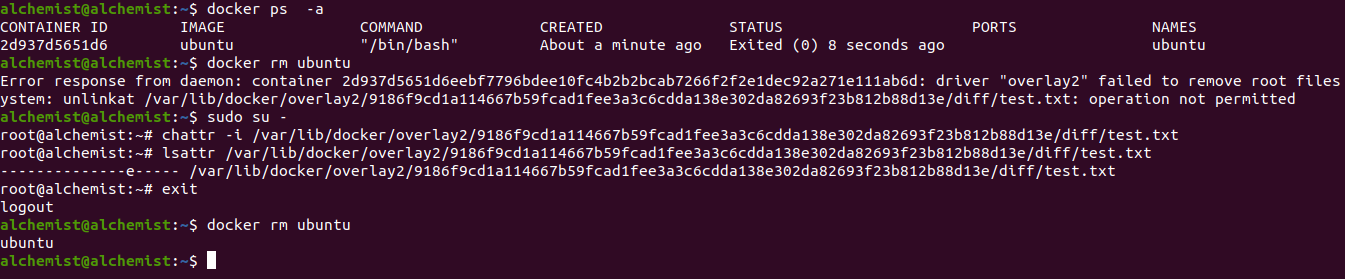 alchemist@alchemist:~$ docker ps  -a
CONTAINER ID        IMAGE               COMMAND             CREATED              STATUS                     PORTS               NAMES
2d937d5651d6        ubuntu              "/bin/bash"         About a minute ago   Exited (0) 8 seconds ago                       ubuntu
alchemist@alchemist:~$ docker rm ubuntu
Error response from daemon: container 2d937d5651d6eebf7796bdee10fc4b2b2bcab7266f2f2e1dec92a271e111ab6d: driver "overlay2" failed to remove root files
ystem: unlinkat /var/lib/docker/overlay2/9186f9cd1a114667b59fcad1fee3a3c6cdda138e302da82693f23b812b88d13e/diff/test.txt: operation not permitted
alchemist@alchemist:~$ sudo su -
root@alchemist:~# chattr -i /var/lib/docker/overlay2/9186f9cd1a114667b59fcad1fee3a3c6cdda138e302da82693f23b812b88d13e/diff/test.txt
root@alchemist:~# lsattr /var/lib/docker/overlay2/9186f9cd1a114667b59fcad1fee3a3c6cdda138e302da82693f23b812b88d13e/diff/test.txt
--------------e----- /var/lib/docker/overlay2/9186f9cd1a114667b59fcad1fee3a3c6cdda138e302da82693f23b812b88d13e/diff/test.txt
root@alchemist:~# exit
logout
alchemist@alchemist:~$ docker rm ubuntu
ubuntu
alchemist@alchemist:~$